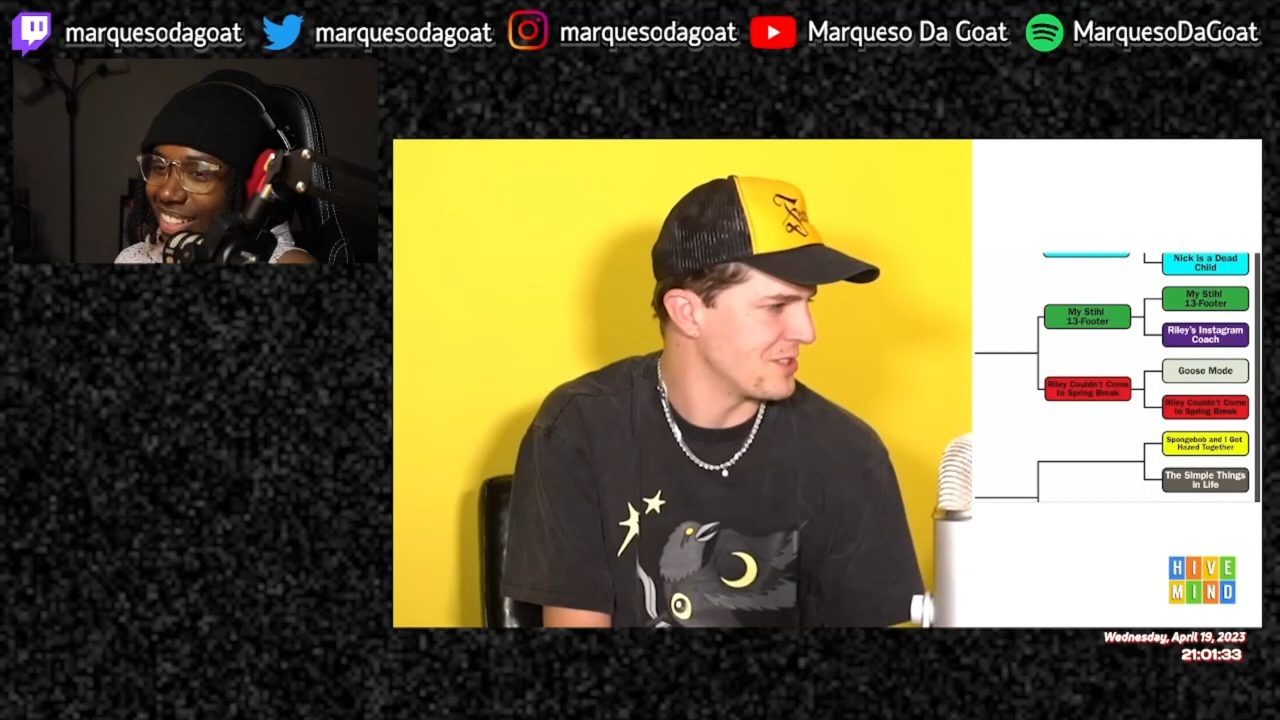 marquesodagoat
marquesodagoat
marquesodagoat
Marqueso Da Goat
MarquesoDaGoat
Nick is a Dead
Child
My Stihl
13-Footer
My Stihl
13-Footer
Riley's Instagram
Coach
Riley Couldn't Come
to Spring Break
Goose Mode
Riley Couldn't Come
to Spring Break
Spongebob and I Got
Hazed Together
The Simple Things
in Life
HIVE
MIND
Wednesday, April 19, 2023
21:01:33